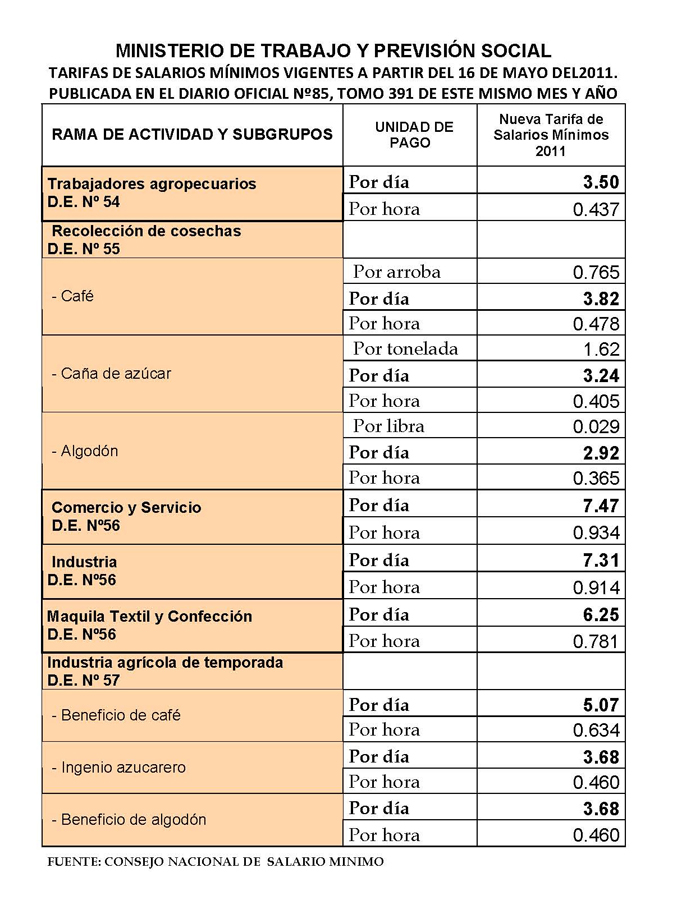 MINISTERIO DE TRABAJO Y PREVISIÓN SOCIAL
TARIFAS DE SALARIOS MÍNIMOS VIGENTES A PARTIR DEL 16 DE MAYO DEL2011.
PUBLICADA EN EL DIARIO OFICIAL Nº85, TOMO 391 DE ESTE MISMO MES Y AÑO
RAMA DE ACTIVIDAD Y SUBGRUPOS
UNIDAD DE
PAGO
Nueva Tarifa de
Salarios Mínimos
2011
Trabajadores agropecuarios
D.E. Nº 54
Por día 3.50
Por hora 0.437
Recolección de cosechas
D.E. Nº 55
- Café
Por arroba 0.765
Por día 3.82
Por hora 0.478
- Caña de azúcar
Por tonelada 1.62
Por día 3.24
Por hora 0.405
- Algodón
Por libra 0.029
Por día 2.92
Por hora 0.365
Comercio y Servicio
D.E. Nº56
Por día 7.47
Por hora 0.934
Industria
D.E. Nº56
Por día 7.31
Por hora 0.914
Maquila Textil y Confección
D.E. Nº56
Por día 6.25
Por hora 0.781
Industria agrícola de temporada
D.E. Nº 57
- Beneficio de café
Por día 5.07
Por hora 0.634
- Ingenio azucarero
Por día 3.68
Por hora 0.460
- Beneficio de algodón
Por día 3.68
Por hora 0.460
FUENTE: CONSEJO NACIONAL DE SALARIO MINIMO